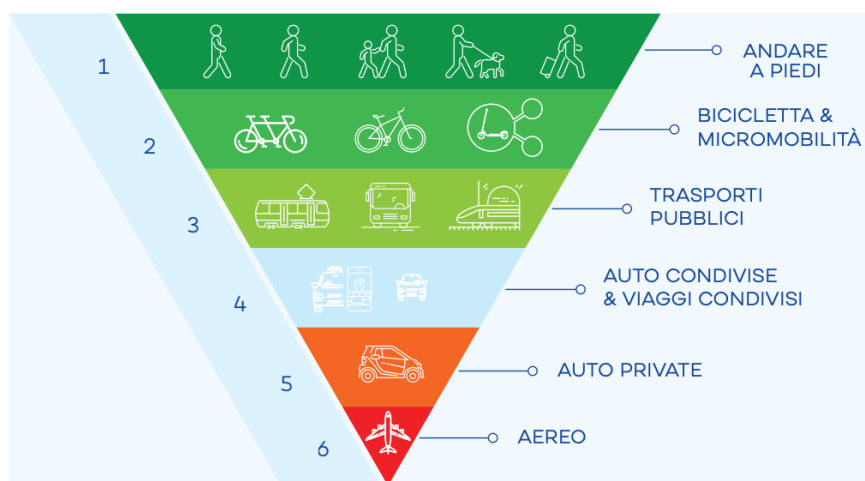 1
ANDARE
A PIEDI
2
BICICLETTA &
MICROMOBILITÀ
3
TRASPORTI
PUBBLICI
4
AUTO CONDIVISE
& VIAGGI CONDIVISI
5
AUTO PRIVATE
6
AEREO